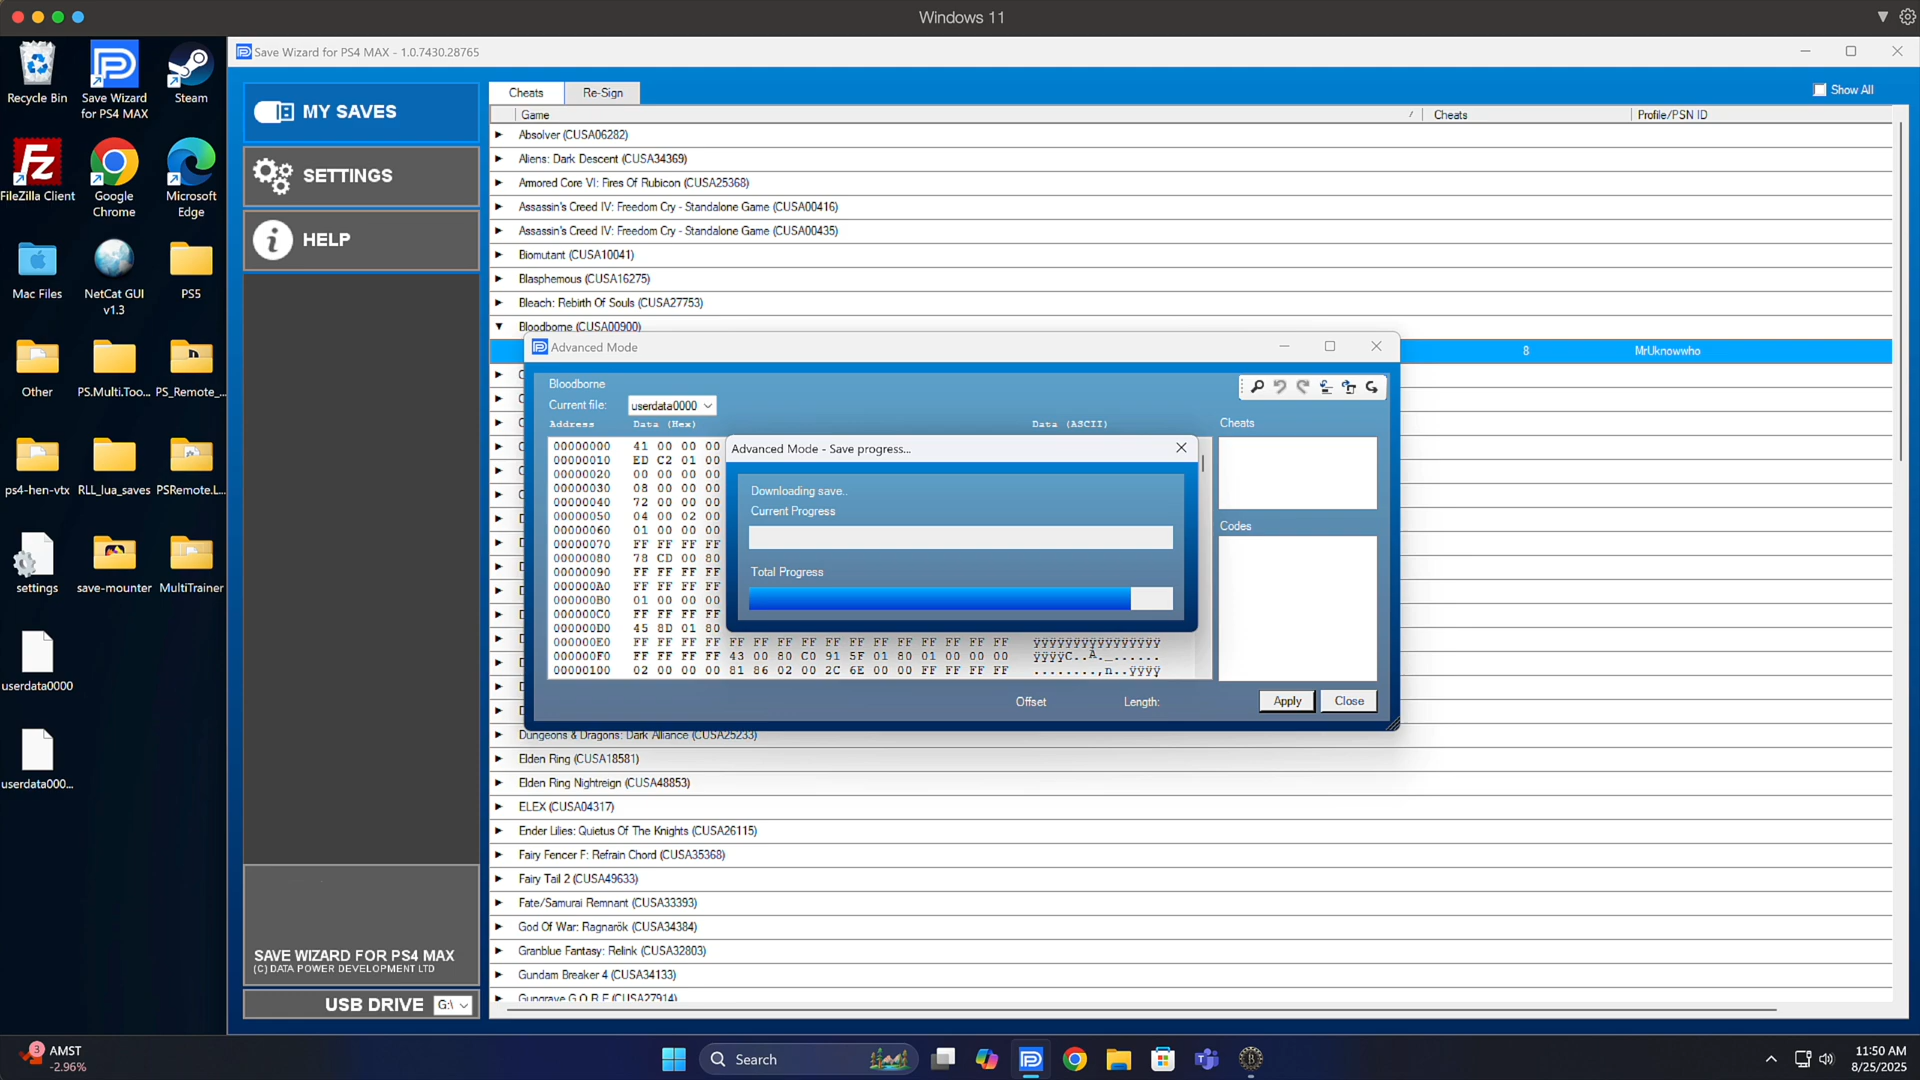 Windows 11
Recycle Bin
Save Wizard for PS4 MAX
Steam
FileZilla Client
Google Chrome
Microsoft Edge
Mac Files
NetCat GUI v1.3
PS5
Other
PS.Multi.Too...
PS_Remote_...
ps4-hen-vtx
RLL_lua_saves
PSRemote.L...
settings
save-mounter
MultiTrainer
userdata0000
userdata000...
Save Wizard for PS4 MAX - 1.0.7430.28765
MY SAVES
SETTINGS
HELP
SAVE WIZARD FOR PS4 MAX
(C) DATA POWER DEVELOPMENT LTD
USB DRIVE G:\
Cheats Re-Sign Show All
Game Cheats Profile/PSN ID
Absolver (CUSA06282)
Aliens: Dark Descent (CUSA34369)
Armored Core VI: Fires Of Rubicon (CUSA25368)
Assassin's Creed IV: Freedom Cry - Standalone Game (CUSA00416)
Assassin's Creed IV: Freedom Cry - Standalone Game (CUSA00435)
Biomutant (CUSA10041)
Blasphemous (CUSA16275)
Bleach: Rebirth Of Souls (CUSA27753)
Bloodborne (CUSA00900)
8 MrUknowwho
Advanced Mode
Bloodborne
Current file: userdata0000
Address Data (Hex) Data (ASCII)
00000000 41 00 00 00
00000010 ED C2 01 00
00000020 00 00 00 00
00000030 08 00 00 00
00000040 72 00 00 00
00000050 04 00 02 00
00000060 01 00 00 00
00000070 FF FF FF FF
00000080 78 CD 00 80
00000090 FF FF FF FF
000000A0 FF FF FF FF
000000B0 01 00 00 00
000000C0 FF FF FF FF
000000D0 45 8D 01 80
000000E0 FF FF FF FF FF FF FF FF FF FF FF FF FF FF FF FF ÿÿÿÿÿÿÿÿÿÿÿÿÿÿÿÿ
000000F0 FF FF FF FF 43 00 80 C0 91 5F 01 80 01 00 00 00 ÿÿÿÿC..À._......
00000100 02 00 00 00 81 86 02 00 2C 6E 00 00 FF FF FF FF ........,n..ÿÿÿÿ
Cheats
Codes
Offset Length: Apply Close
Advanced Mode - Save progress...
Downloading save..
Current Progress
Total Progress
Dungeons & Dragons: Dark Alliance (CUSA25233)
Elden Ring (CUSA18581)
Elden Ring Nightreign (CUSA48853)
ELEX (CUSA04317)
Ender Lilies: Quietus Of The Knights (CUSA26115)
Fairy Fencer F: Refrain Chord (CUSA35368)
Fairy Tail 2 (CUSA49633)
Fate/Samurai Remnant (CUSA33393)
God Of War: Ragnarök (CUSA34384)
Granblue Fantasy: Relink (CUSA32803)
Gundam Breaker 4 (CUSA34133)
Gungrave G.O.R.E (CUSA27914)
3 AMST
-2.96%
Search
11:50 AM
8/25/2025